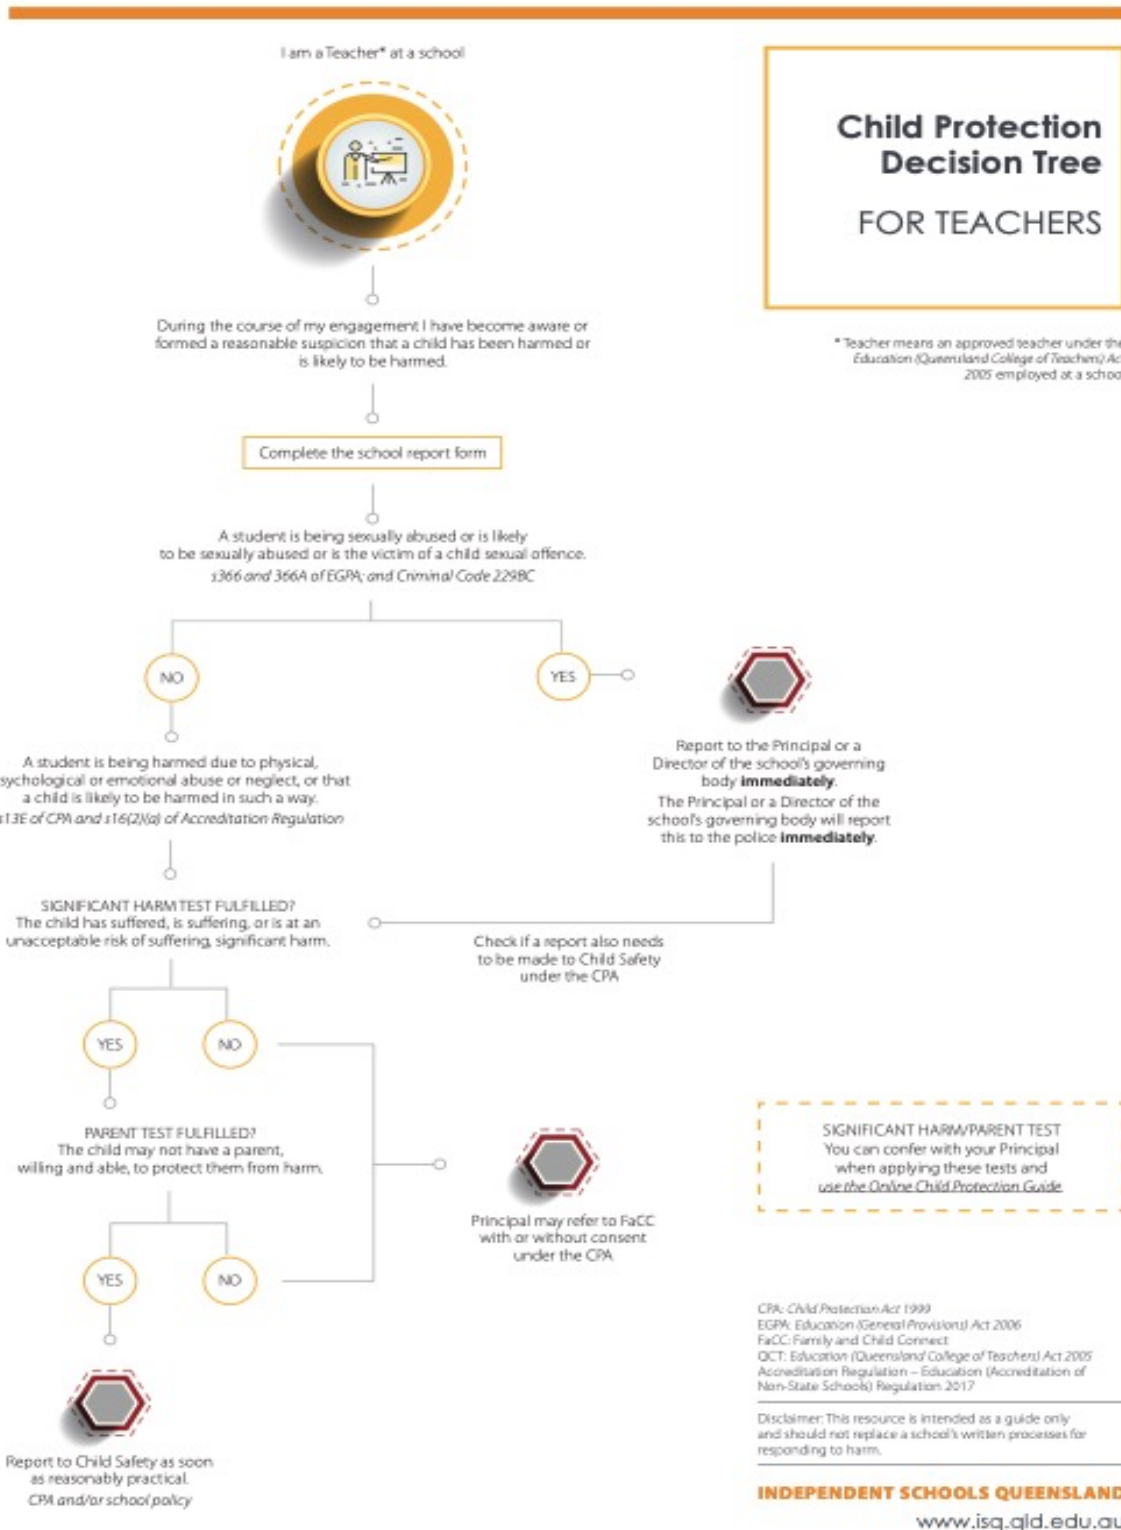 I am a Teacher* at a school
Child Protection
Decision Tree
FOR TEACHERS
* Teacher means an approved teacher under the
Education (Queensland College of Teachers) Act
2005 employed at a school
During the course of my engagement I have become aware or
formed a reasonable suspicion that a child has been harmed or
is likely to be harmed.
Complete the school report form
A student is being sexually abused or is likely
to be sexually abused or is the victim of a child sexual offence.
s366 and 366A of EGPA; and Criminal Code 229BC
NO
YES
Report to the Principal or a
Director of the school's governing
body immediately.
The Principal or a Director of the
school's governing body will report
this to the police immediately.
A student is being harmed due to physical,
sychological or emotional abuse or neglect, or that
a child is likely to be harmed in such a way.
s13E of CPA and s16(2)(a) of Accreditation Regulation
SIGNIFICANT HARM TEST FULFILLED?
The child has suffered, is suffering, or is at an
unacceptable risk of suffering, significant harm.
Check if a report also needs
to be made to Child Safety
under the CPA
YES
NO
PARENT TEST FULFILLED?
The child may not have a parent,
willing and able, to protect them from harm.
Principal may refer to FaCC
with or without consent
under the CPA
SIGNIFICANT HARM/PARENT TEST
You can confer with your Principal
when applying these tests and
use the Online Child Protection Guide
YES
NO
Report to Child Safety as soon
as reasonably practical.
CPA and/or school policy
CPA: Child Protection Act 1999
EGPA: Education (General Provisions) Act 2006
FaCC: Family and Child Connect
QCT: Education (Queensland College of Teachers) Act 2005
Accreditation Regulation – Education (Accreditation of
Non-State Schools) Regulation 2017
Disclaimer: This resource is intended as a guide only
and should not replace a school's written processes for
responding to harm.
INDEPENDENT SCHOOLS QUEENSLAND
www.isq.qld.edu.au